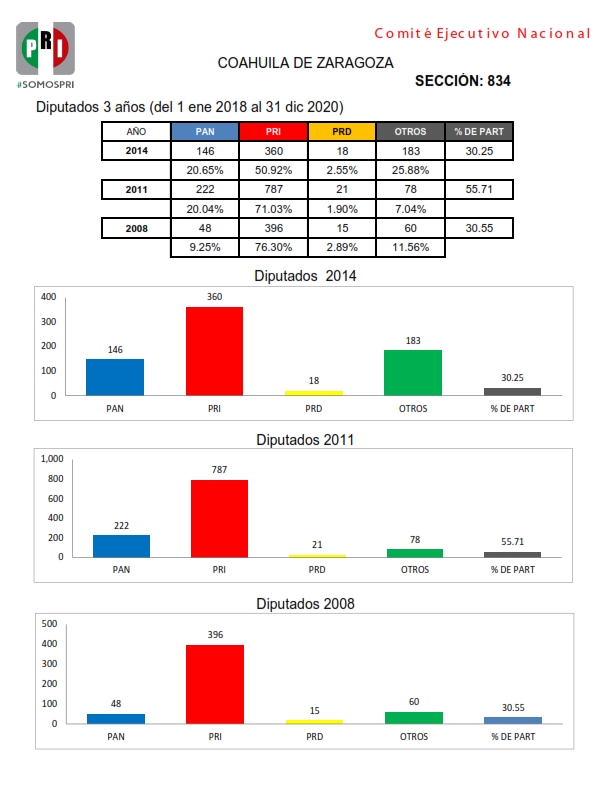 PRI
#SOMOSPRI
Comité Ejecutivo Nacional
COAHUILA DE ZARAGOZA
SECCIÓN: 834
Diputados 3 años (del 1 ene 2018 al 31 dic 2020)
AÑO PAN PRI PRD OTROS % DE PART
2014 146 360 18 183 30.25
20.65% 50.92% 2.55% 25.88%
2011 222 787 21 78 55.71
20.04% 71.03% 1.90% 7.04%
2008 48 396 15 60 30.55
9.25% 76.30% 2.89% 11.56%
Diputados 2014
400
300
200
100
0
146 360 18 183 30.25
PAN PRI PRD OTROS % DE PART
Diputados 2011
1,000
800
600
400
200
0
222 787 21 78 55.71
PAN PRI PRD OTROS % DE PART
Diputados 2008
500
400
300
200
100
0
48 396 15 60 30.55
PAN PRI PRD OTROS % DE PART